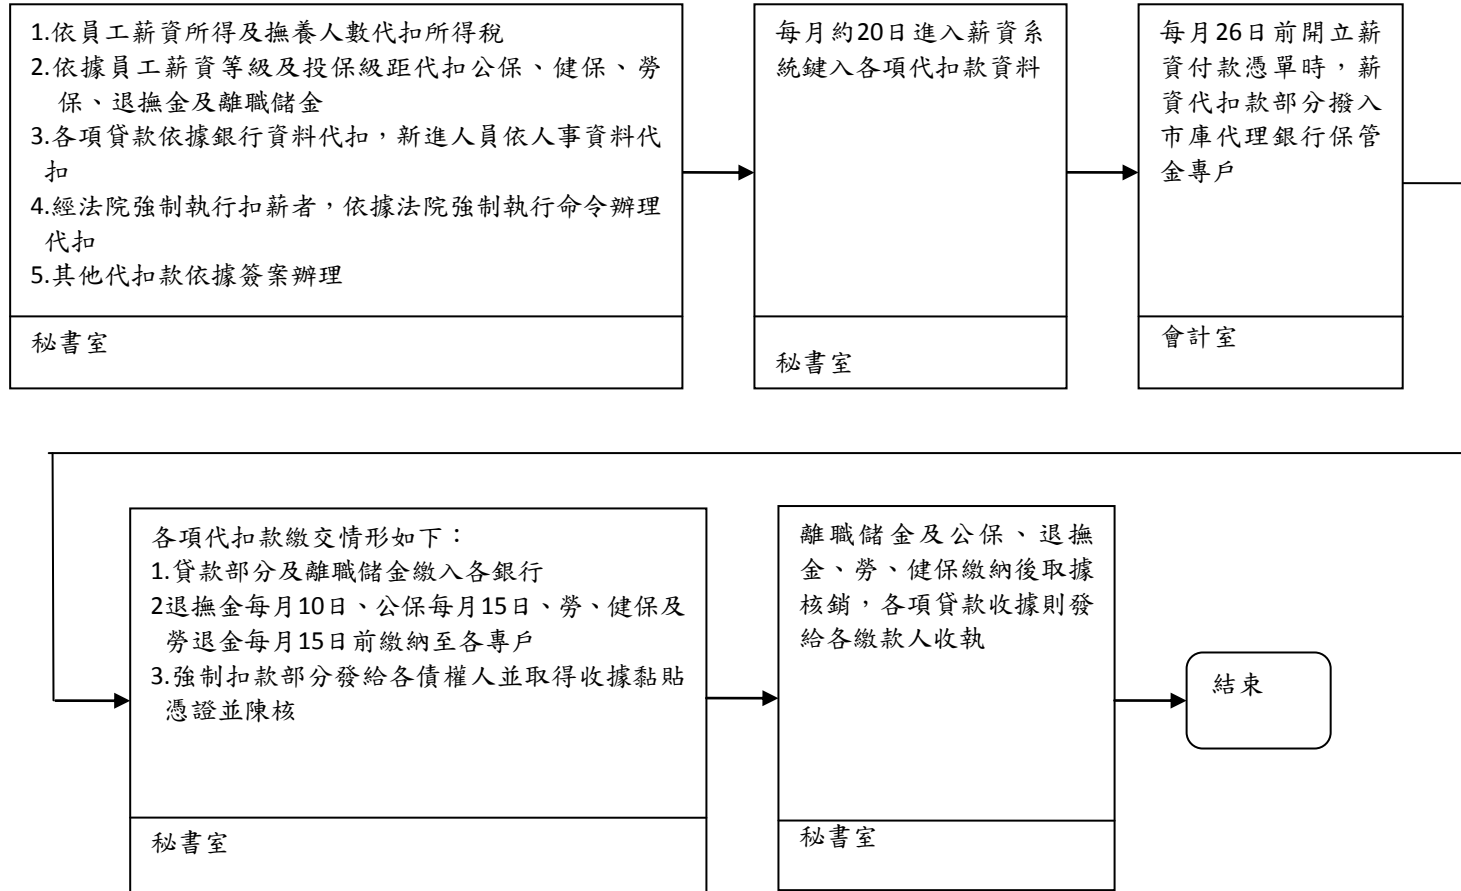 1.依員工薪資所得及撫養人數代扣所得稅
2.依據員工薪資等級及投保級距代扣公保、健保、勞
保、退撫金及離職儲金
3.各項貸款依據銀行資料代扣，新進人員依人事資料代
扣
4.經法院強制執行扣薪者，依據法院強制執行命令辦理
代扣
5.其他代扣款依據簽案辦理
秘書室
每月約20日進入薪資系
統鍵入各項代扣款資料
秘書室
每月26日前開立薪
資付款憑單時，薪
資代扣款部分撥入
市庫代理銀行保管
金專戶
會計室
各項代扣款繳交情形如下：
1.貸款部分及離職儲金繳入各銀行
2退撫金每月10日、公保每月15日、勞、健保及
勞退金每月15日前繳納至各專戶
3.強制扣款部分發給各債權人並取得收據黏貼
憑證並陳核
秘書室
離職儲金及公保、退撫
金、勞、健保繳納後取據
核銷，各項貸款收據則發
給各繳款人收執
秘書室
結束